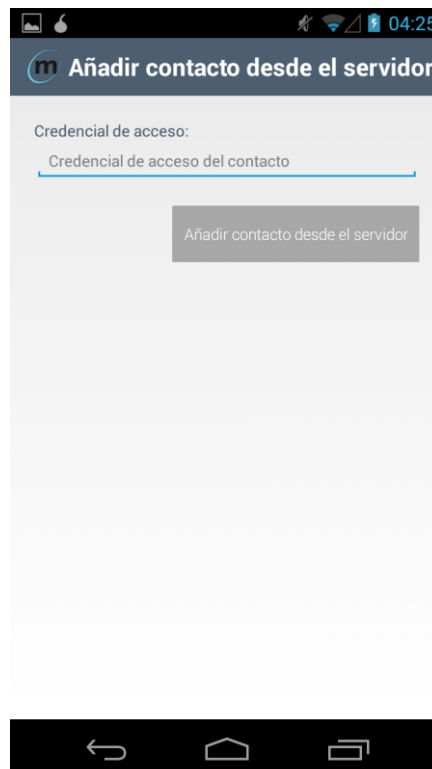 04:25
m Añadir contacto desde el servidor
Credencial de acceso:
Credencial de acceso del contacto
Añadir contacto desde el servidor